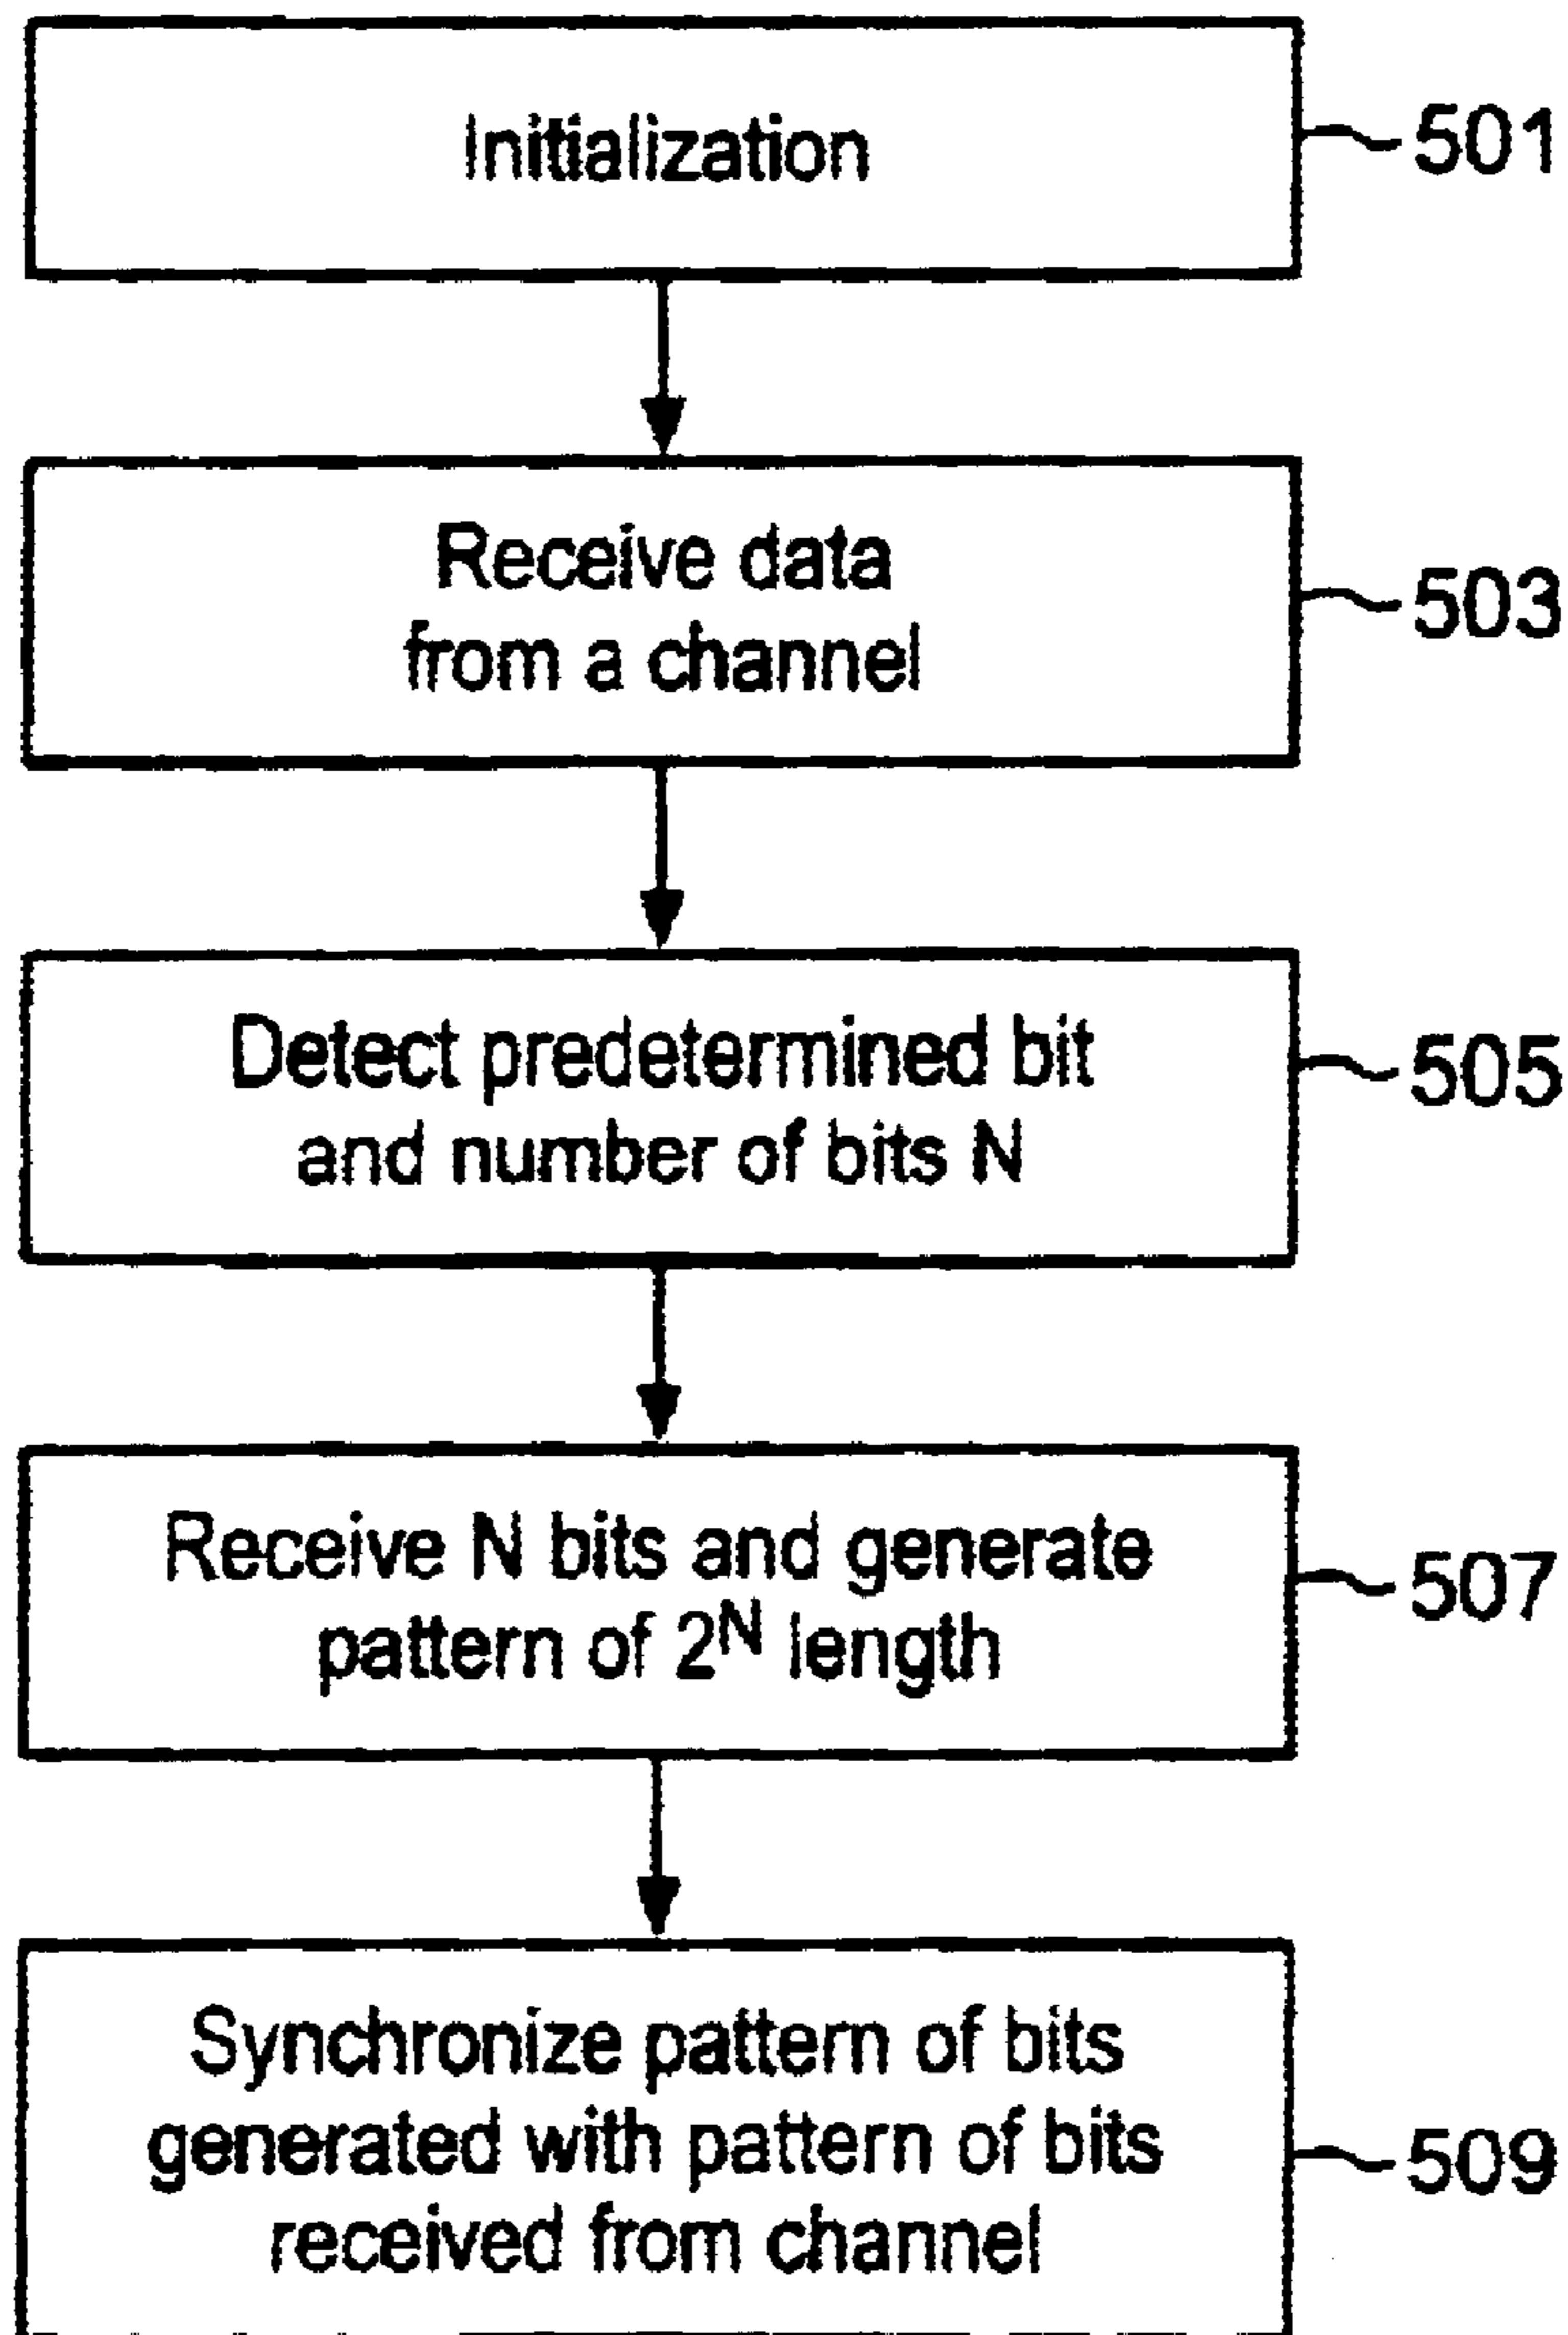 Initialization
501
Receive data
from a channel
503
Detect predetermined bit
and number of bits N
505
Receive N bits and generate
pattern of 2^N length
507
Synchronize pattern of bits
generated with pattern of bits
received from channel
509